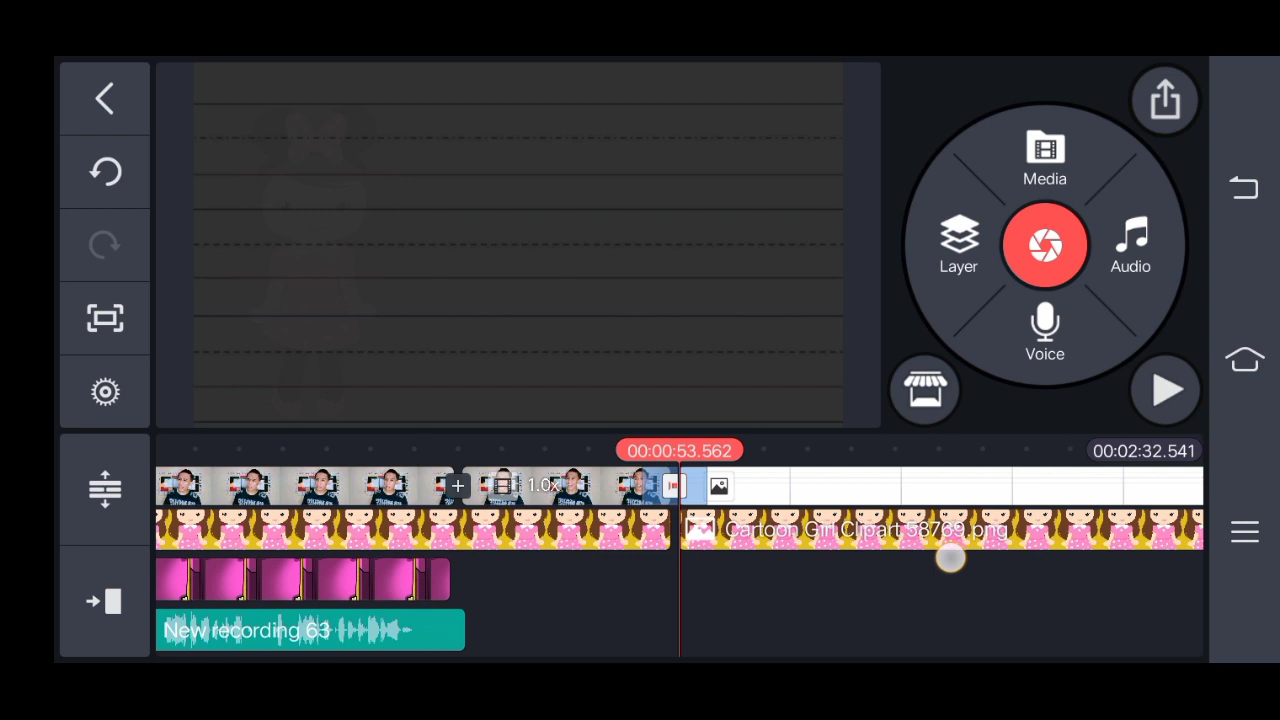 Media
Layer
Audio
Voice
00:00:53.562
00:02:32.541
1.0x
Cartoon Girl Clipart 58769.png
New recording 63